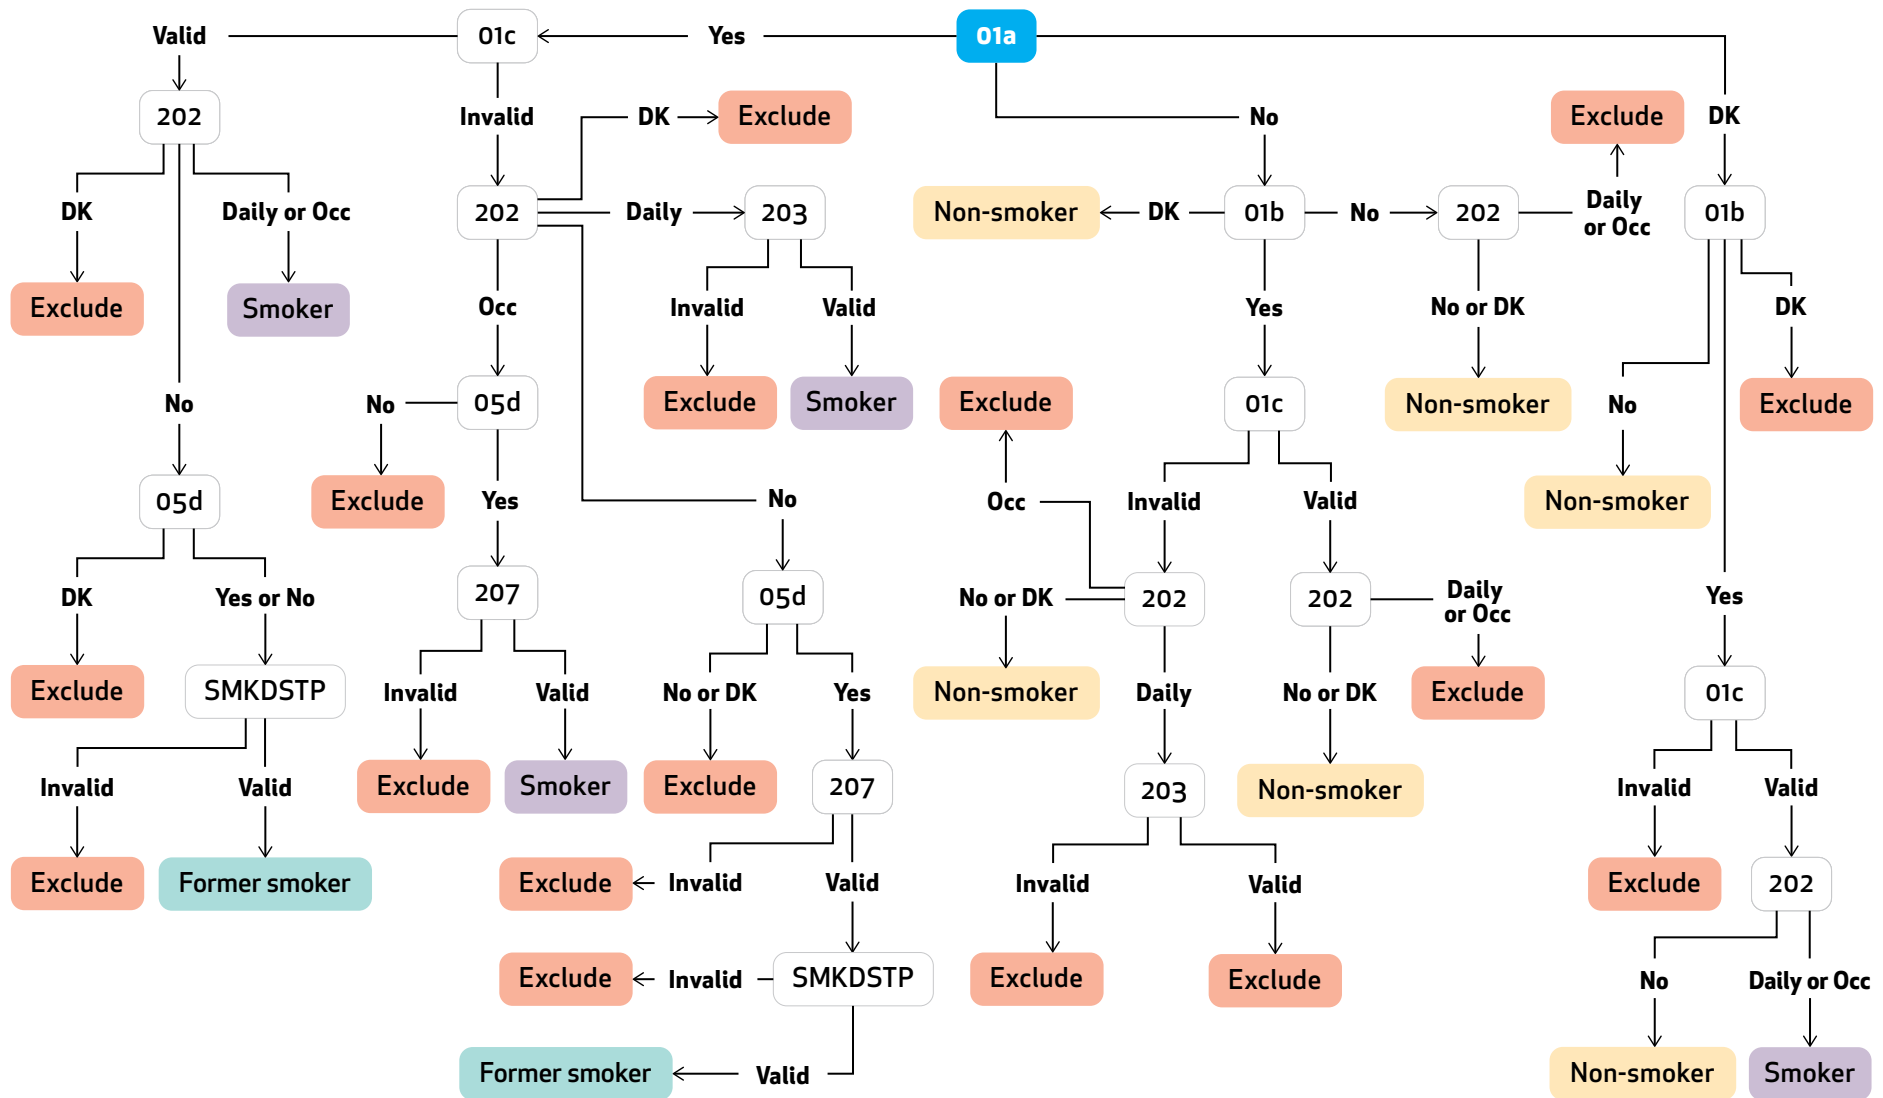 Valid
01c
Yes
01a
202
Invalid
DK
Exclude
No
Exclude
DK
DK
Daily or Occ
202
Daily
203
Non-smoker
DK
01b
No
202
Daily
or Occ
01b
Exclude
Smoker
Occ
Invalid
Valid
Yes
No or DK
DK
No
No
05d
Exclude
Smoker
Exclude
01c
Non-smoker
No
Exclude
05d
Exclude
Yes
No
Occ
Invalid
Valid
Non-smoker
DK
Yes or No
207
05d
No or DK
202
202
Daily
or Occ
Yes
Exclude
SMKDSTP
Invalid
Valid
No or DK
Yes
Non-smoker
Daily
No or DK
Exclude
01c
Invalid
Valid
Exclude
Smoker
Exclude
207
203
Non-smoker
Invalid
Valid
Exclude
Former smoker
Exclude
Invalid
Valid
Invalid
Valid
Exclude
202
Exclude
Invalid
SMKDSTP
Exclude
Exclude
No
Daily or Occ
Former smoker
Valid
Non-smoker
Smoker